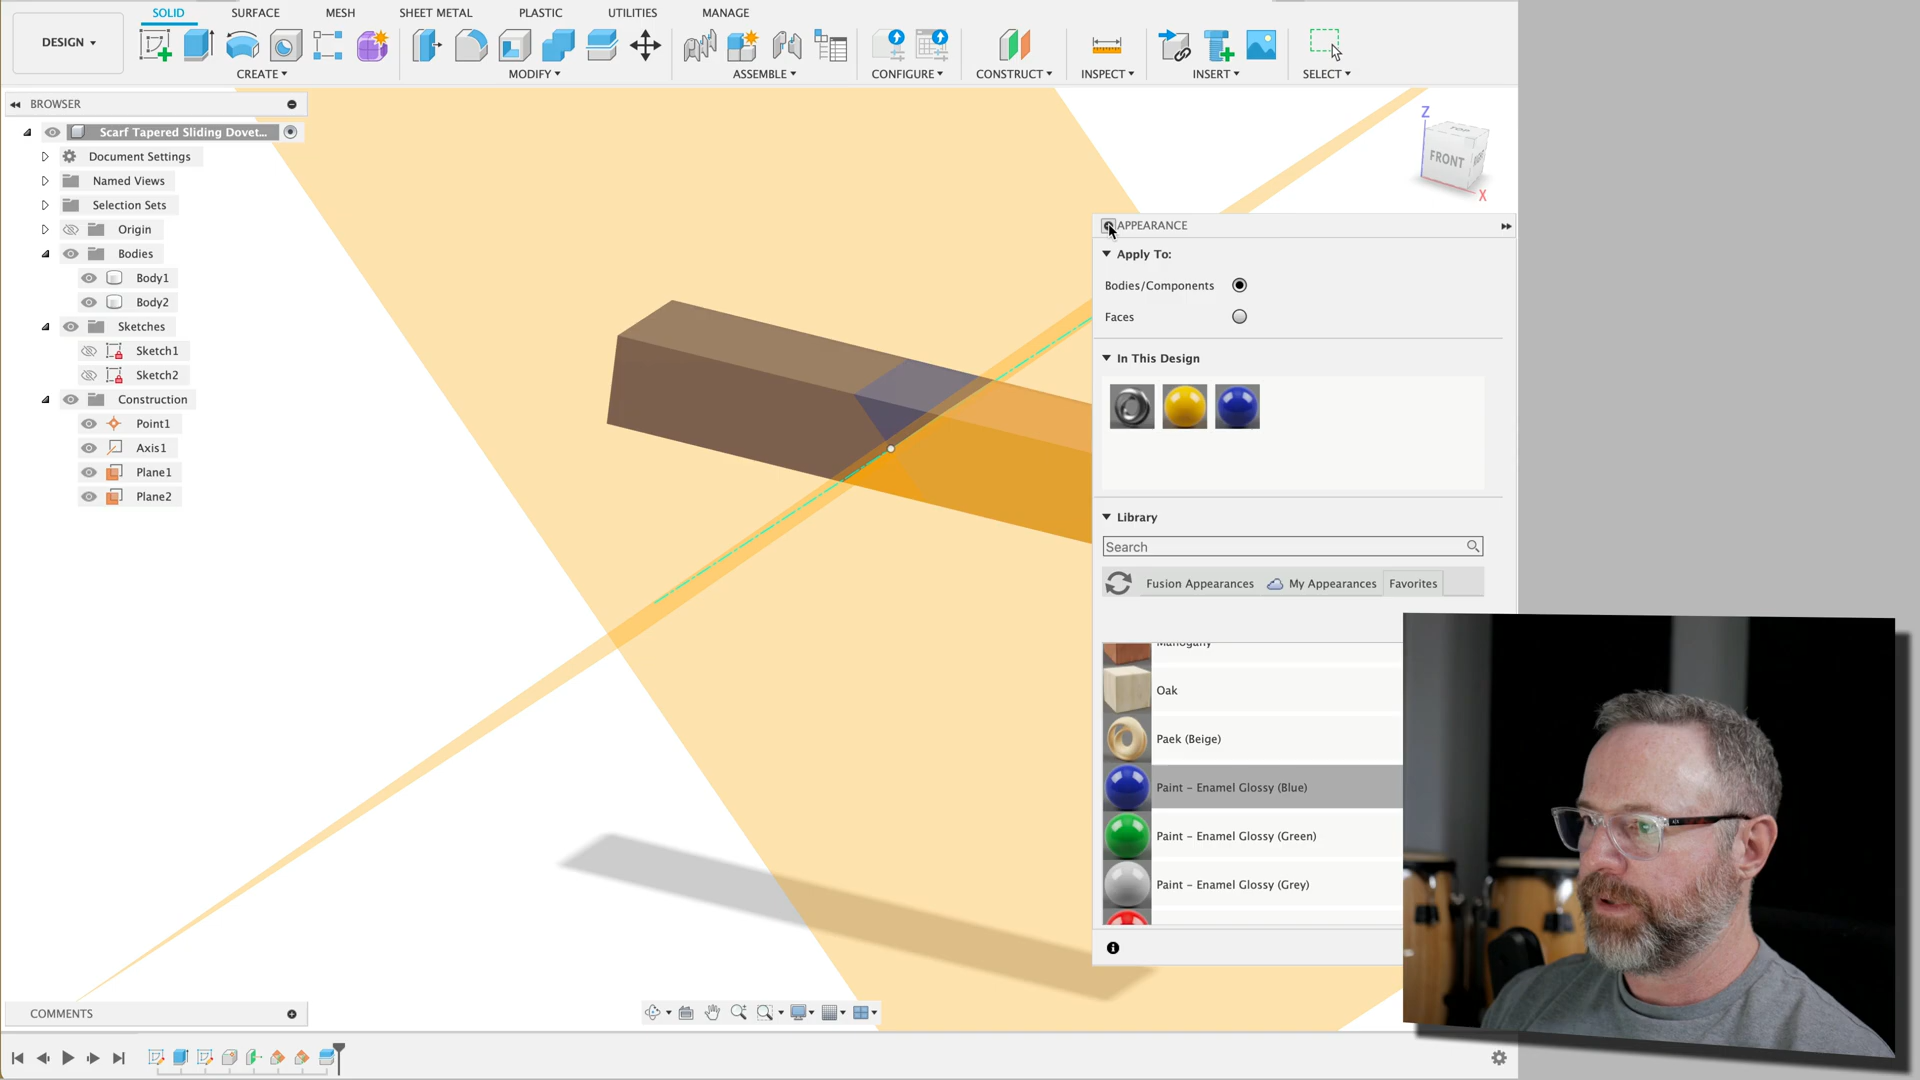 SOLID SURFACE MESH SHEET METAL PLASTIC UTILITIES MANAGE
DESIGN
CREATE MODIFY ASSEMBLE CONFIGURE CONSTRUCT INSPECT INSERT SELECT
BROWSER
Scarf Tapered Sliding Dovet...
Document Settings
Named Views
Selection Sets
Origin
Bodies
Body1
Body2
Sketches
Sketch1
Sketch2
Construction
Point1
Axis1
Plane1
Plane2
Z
TOP
FRONT
X
APPEARANCE
Apply To:
Bodies/Components
Faces
In This Design
Library
Search
Fusion Appearances My Appearances Favorites
Mahogany
Oak
Paek (Beige)
Paint - Enamel Glossy (Blue)
Paint - Enamel Glossy (Green)
Paint - Enamel Glossy (Grey)
COMMENTS